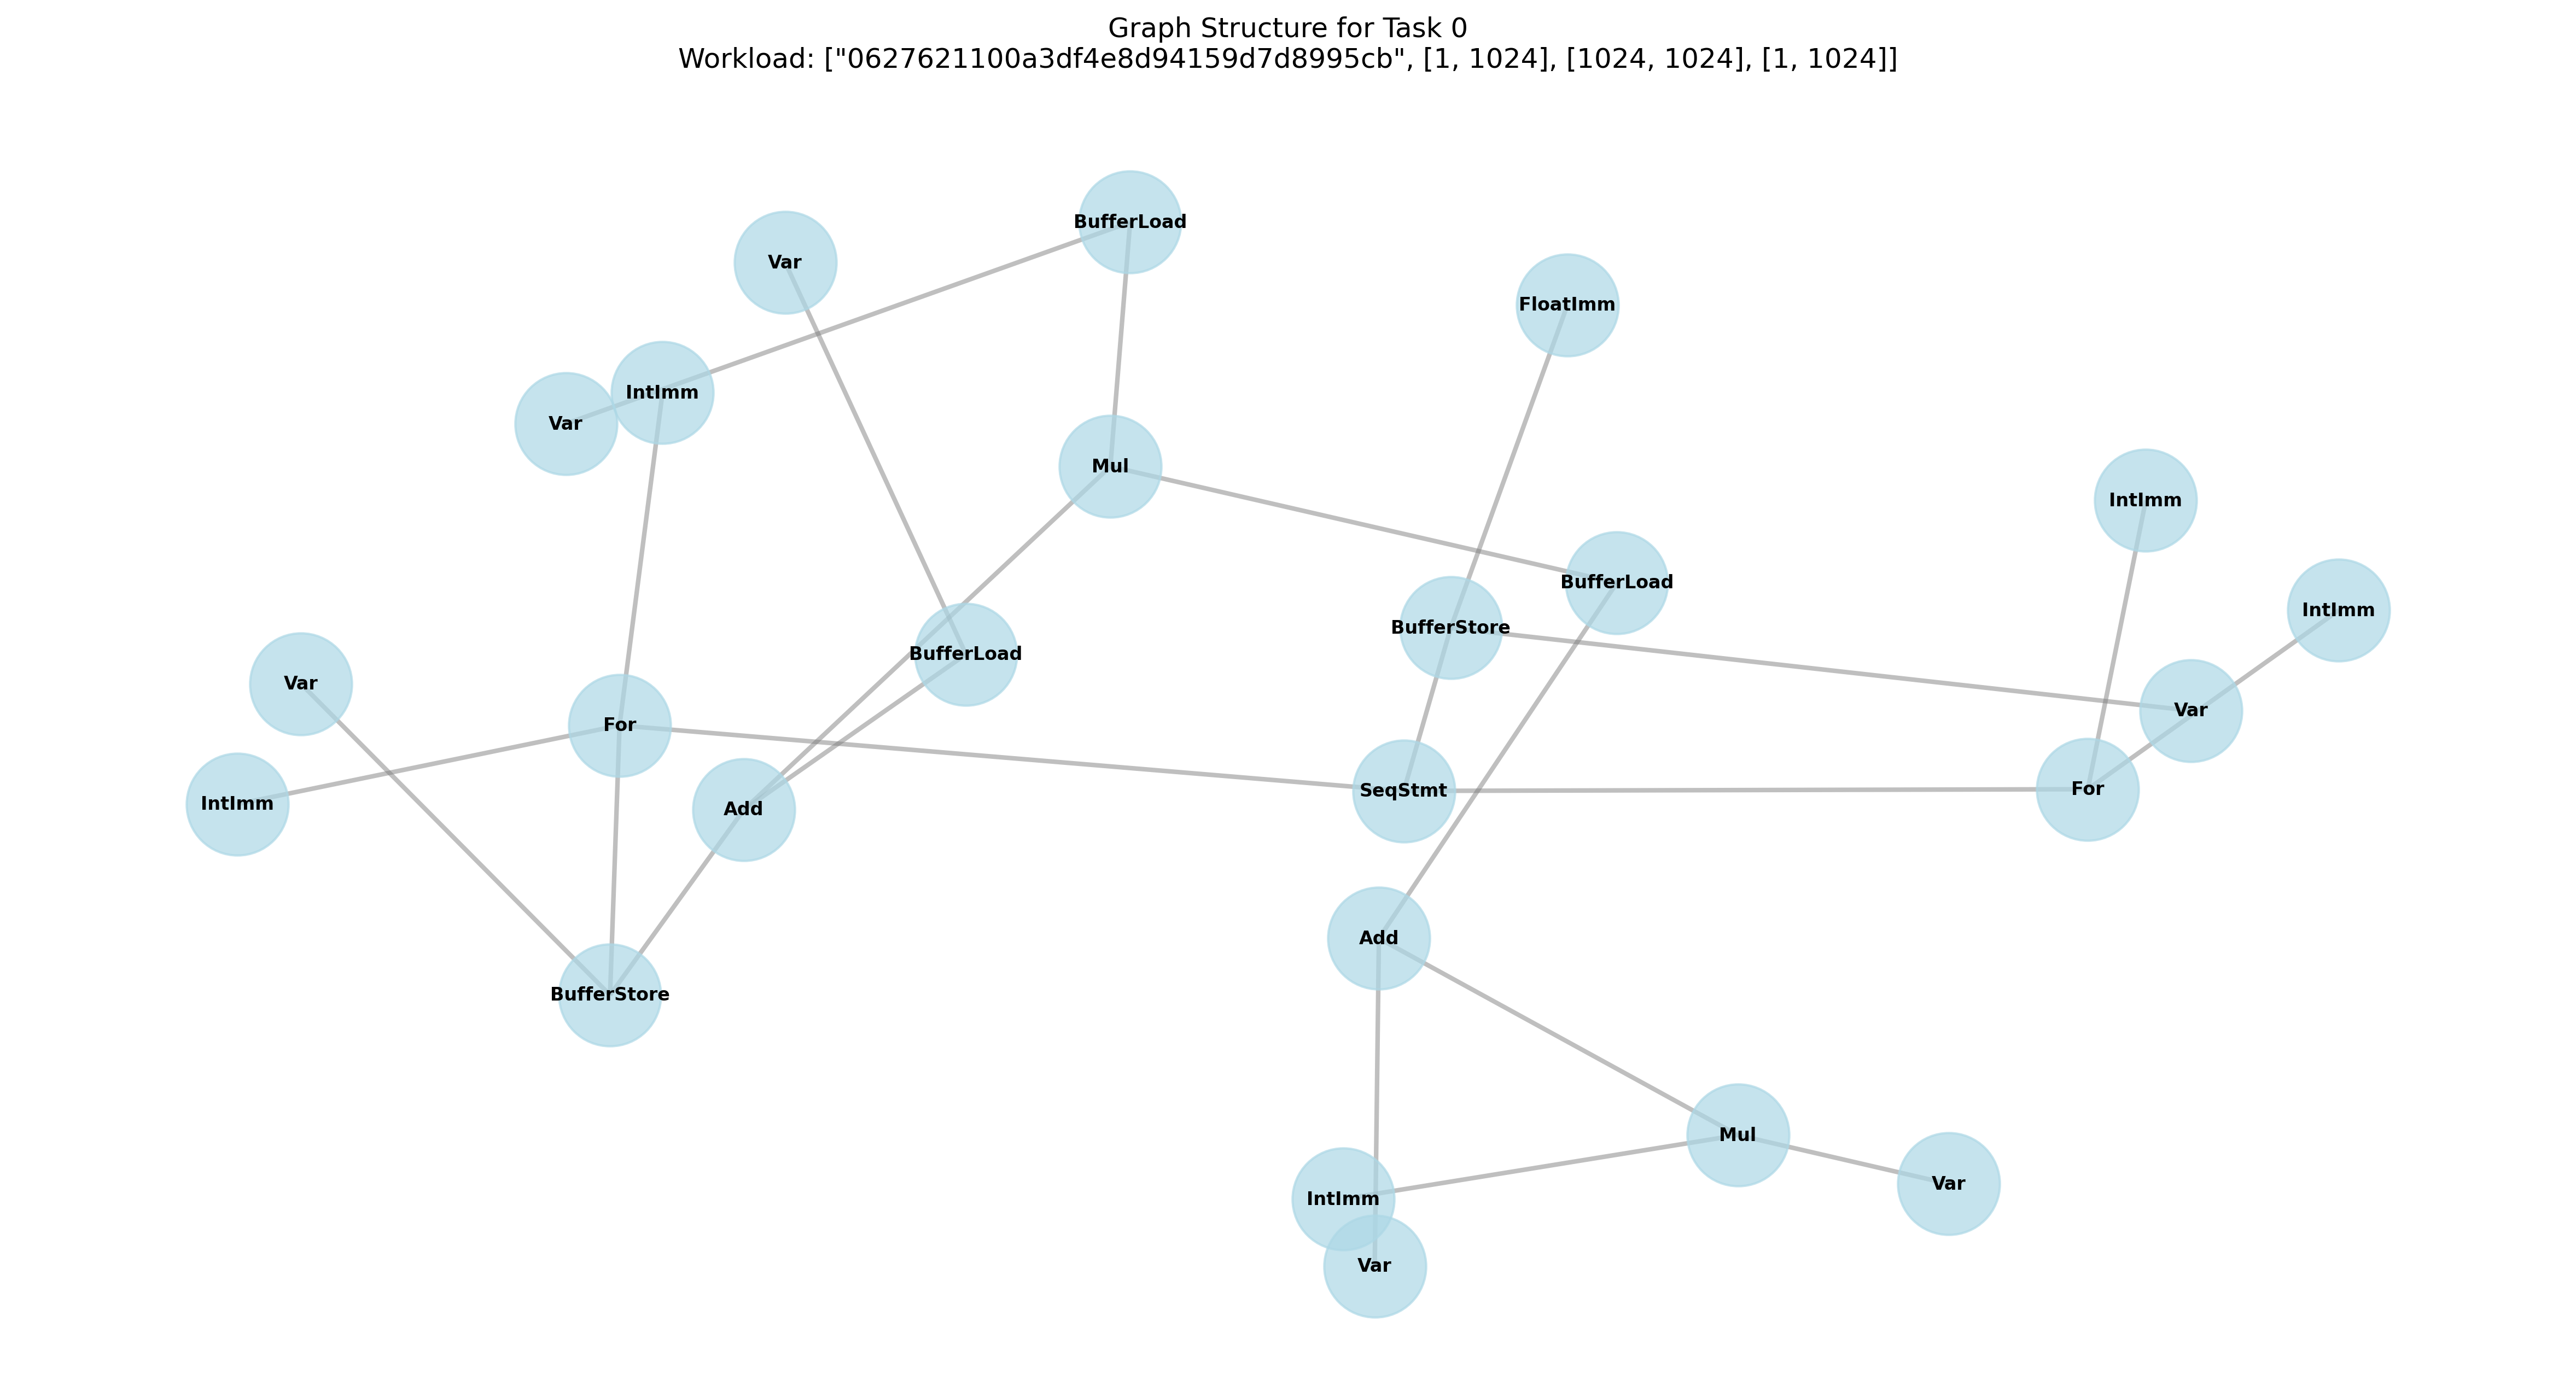 Graph Structure for Task 0
Workload: ["0627621100a3df4e8d94159d7d8995cb", [1, 1024], [1024, 1024], [1, 1024]]
BufferLoad
Var
FloatImm
IntImm
Var
Mul
IntImm
BufferLoad
IntImm
BufferStore
BufferLoad
Var
Var
For
SeqStmt
For
IntImm
Add
Add
BufferStore
Mul
Var
IntImm
Var